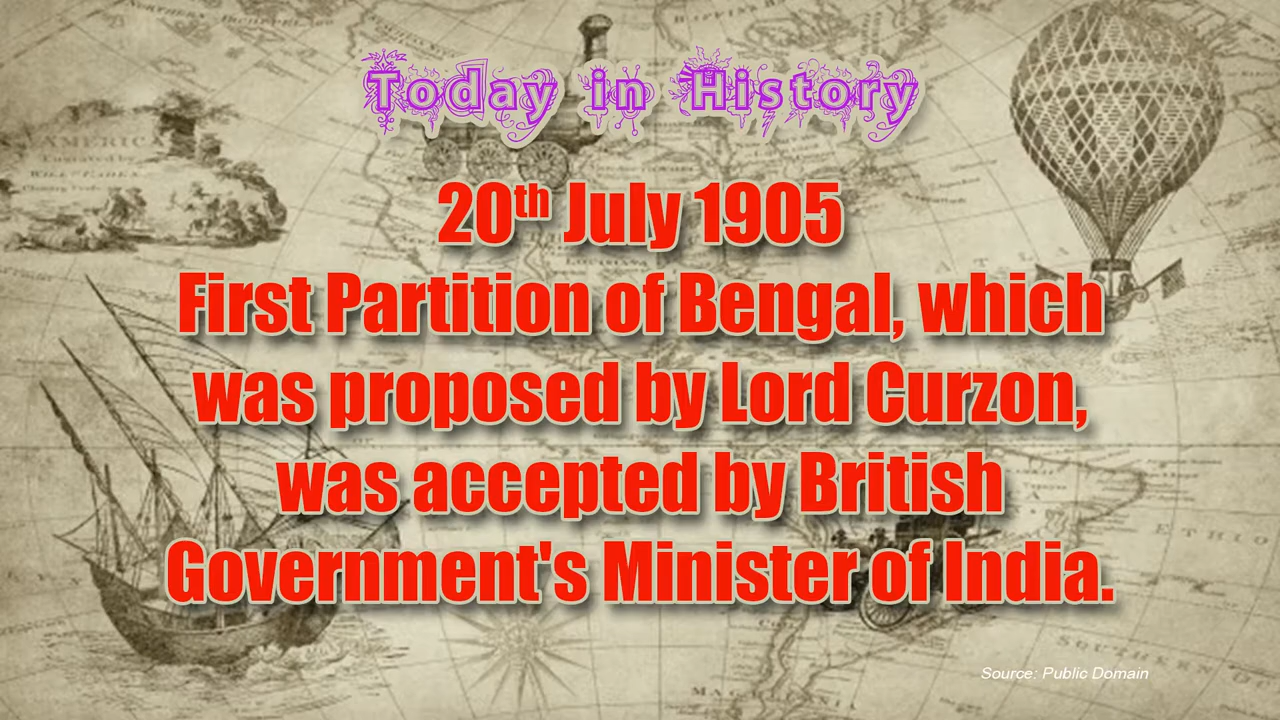 Today in History
20th July 1905
First Partition of Bengal, which
was proposed by Lord Curzon,
was accepted by British
Government's Minister of India.
Source: Public Domain